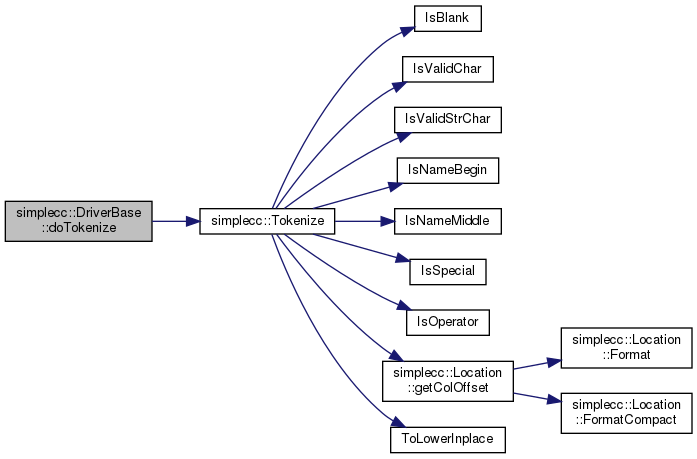 IsBlank
IsValidChar
IsValidStrChar
IsNameBegin
simplecc::DriverBase
::doTokenize
simplecc::Tokenize
IsNameMiddle
IsSpecial
IsOperator
simplecc::Location
::getColOffset
simplecc::Location
::Format
simplecc::Location
::FormatCompact
ToLowerInplace